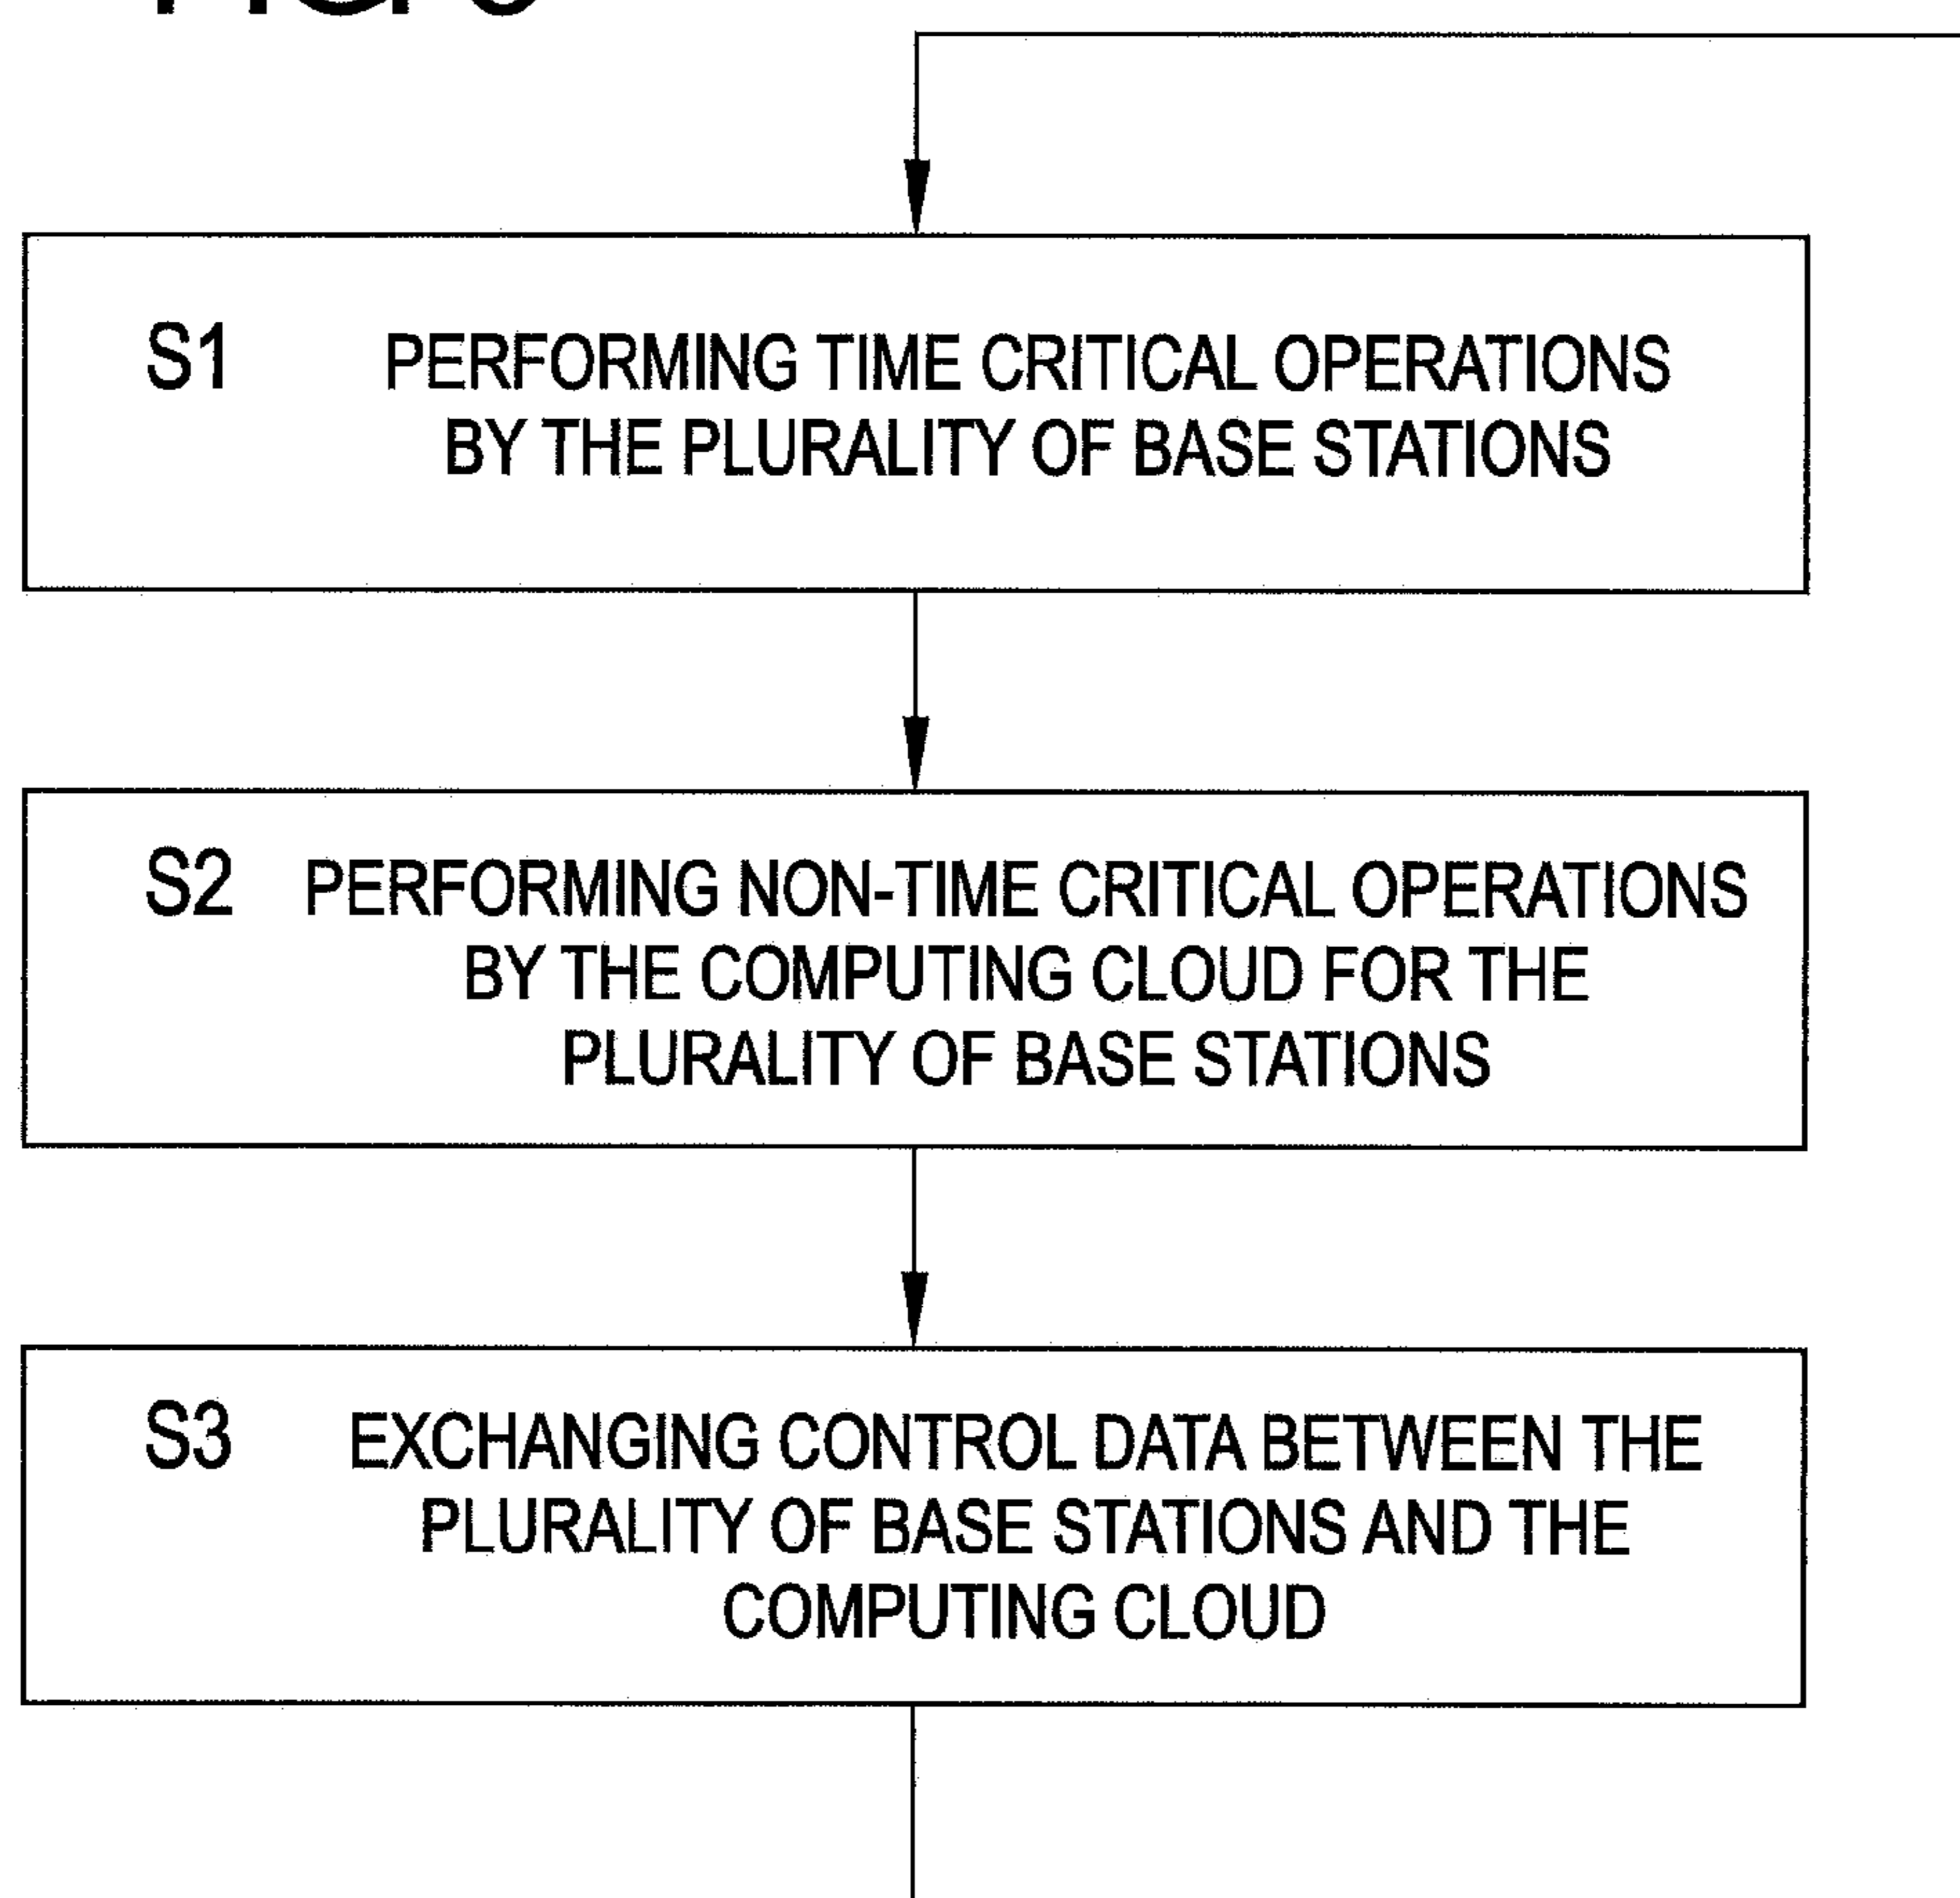 S1 PERFORMING TIME CRITICAL OPERATIONS
BY THE PLURALITY OF BASE STATIONS
S2 PERFORMING NON-TIME CRITICAL OPERATIONS
BY THE COMPUTING CLOUD FOR THE
PLURALITY OF BASE STATIONS
S3 EXCHANGING CONTROL DATA BETWEEN THE
PLURALITY OF BASE STATIONS AND THE
COMPUTING CLOUD